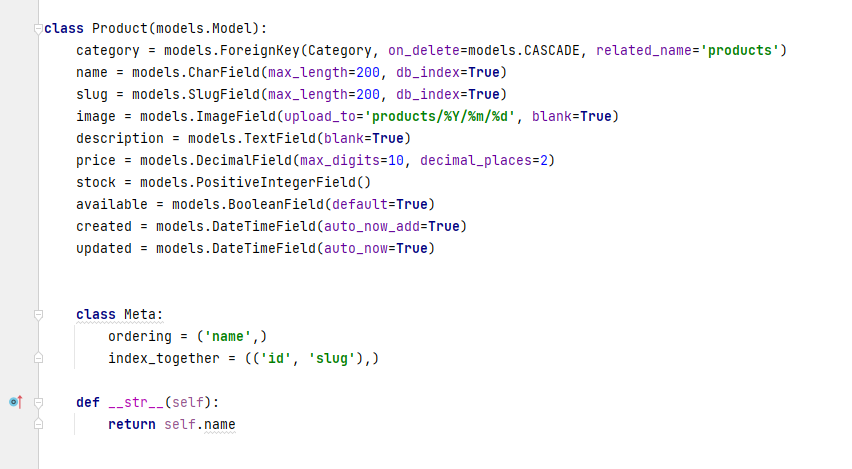 class Product(models.Model):
    category = models.ForeignKey(Category, on_delete=models.CASCADE, related_name='products')
    name = models.CharField(max_length=200, db_index=True)
    slug = models.SlugField(max_length=200, db_index=True)
    image = models.ImageField(upload_to='products/%Y/%m/%d', blank=True)
    description = models.TextField(blank=True)
    price = models.DecimalField(max_digits=10, decimal_places=2)
    stock = models.PositiveIntegerField()
    available = models.BooleanField(default=True)
    created = models.DateTimeField(auto_now_add=True)
    updated = models.DateTimeField(auto_now=True)
    class Meta:
        ordering = ('name',)
        index_together = (('id', 'slug'),)
    def __str__(self):
        return self.name